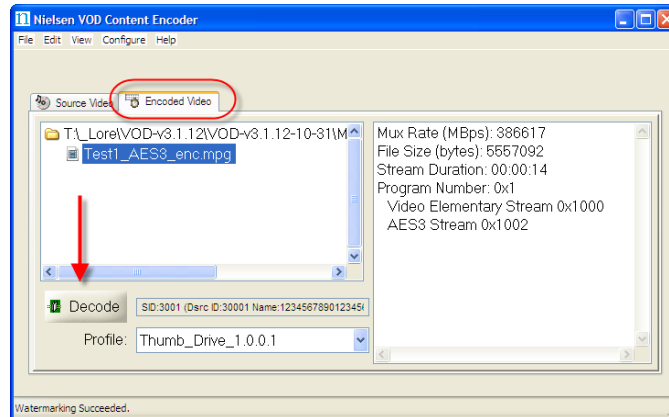 Nielsen VOD Content Encoder
File Edit View Configure Help
Source Video Encoded Video
T:\_Lore\VOD-v3.1.12\VOD-v3.1.12-10-31\M
Test1_AES3_enc.mpg
Mux Rate (MBps): 386617
File Size (bytes): 5557092
Stream Duration: 00:00:14
Program Number: 0x1
Video Elementary Stream 0x1000
AES3 Stream 0x1002
Decode SID:3001 (Dsrc ID:30001 Name:1234567890123456
Profile: Thumb_Drive_1.0.0.1
Watermarking Succeeded.